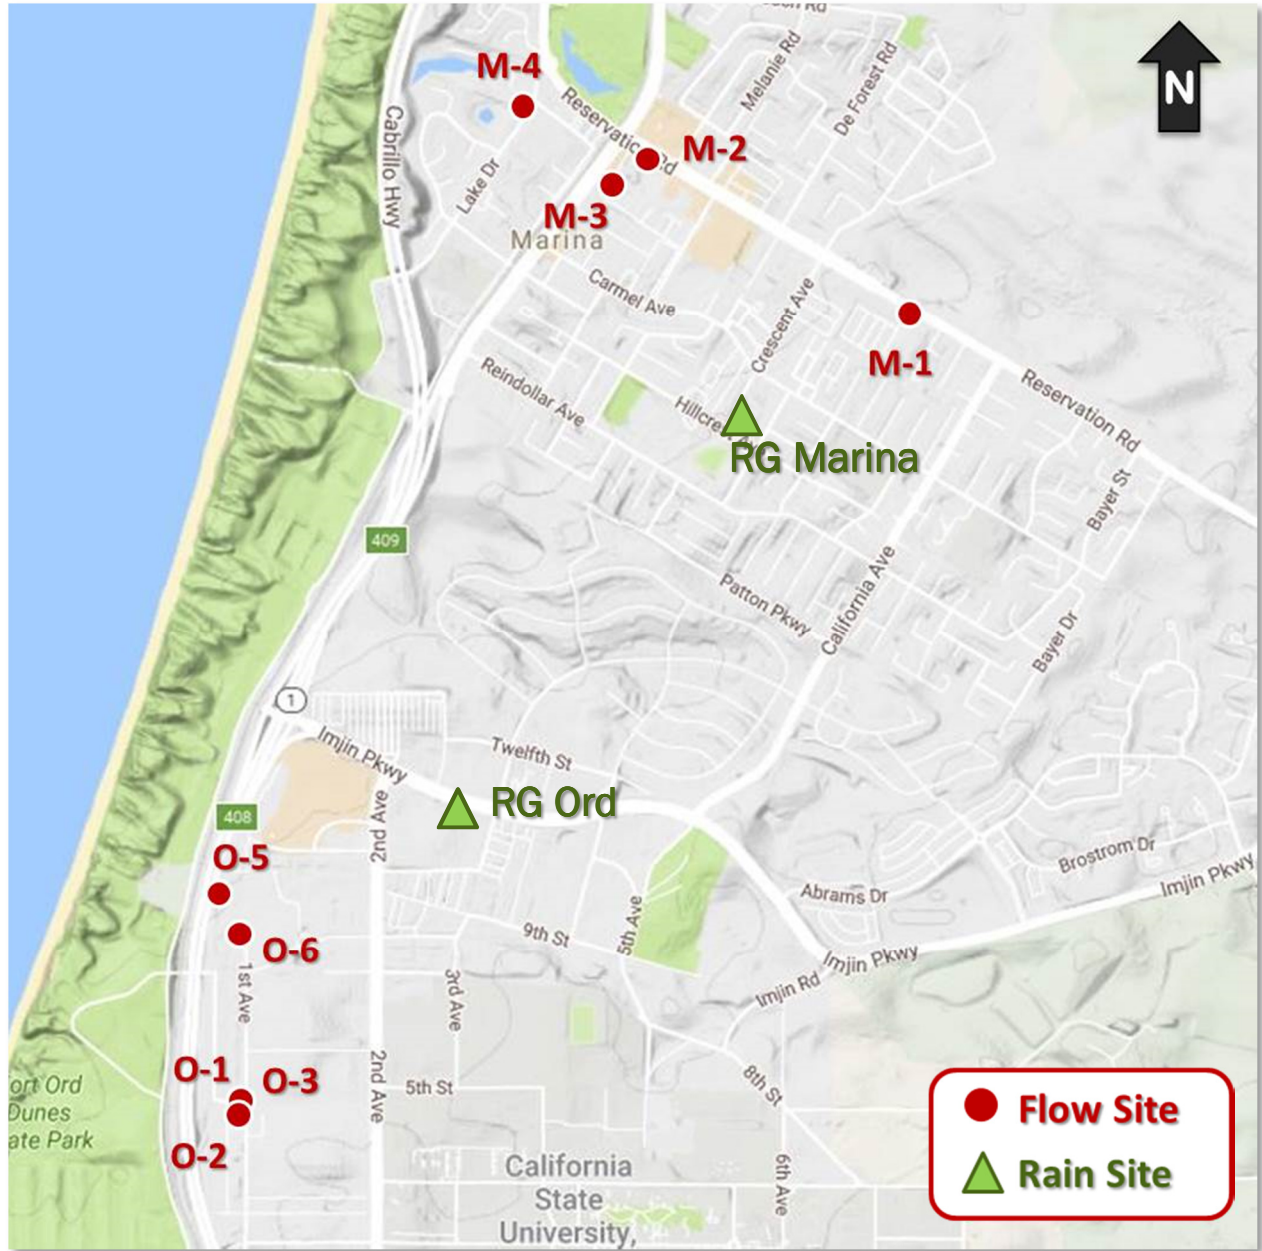 M-4
N
Melanie Rd
De Forest Rd
Cabrillo Hwy
Reservation Rd
M-2
Lake Dr
M-3
Marina
Carmel Ave
Crescent Ave
M-1
Reindollar Ave
Reservation Rd
RG Marina
Bayer St
409
Patton Pkwy
California Ave
Bayer Dr
1
Imjin Pkwy
Twelfth St
RG Ord
408
2nd Ave
O-5
Brostrom Dr
Imjin Pkwy
Abrams Dr
5th Ave
9th St
O-6
Imjin Pkwy
1st Ave
3rd Ave
Imjin Rd
O-1
O-3
2nd Ave
5th St
8th St
ort Ord
Dunes
ate Park
O-2
6th Ave
California
State
University,
Flow Site
Rain Site